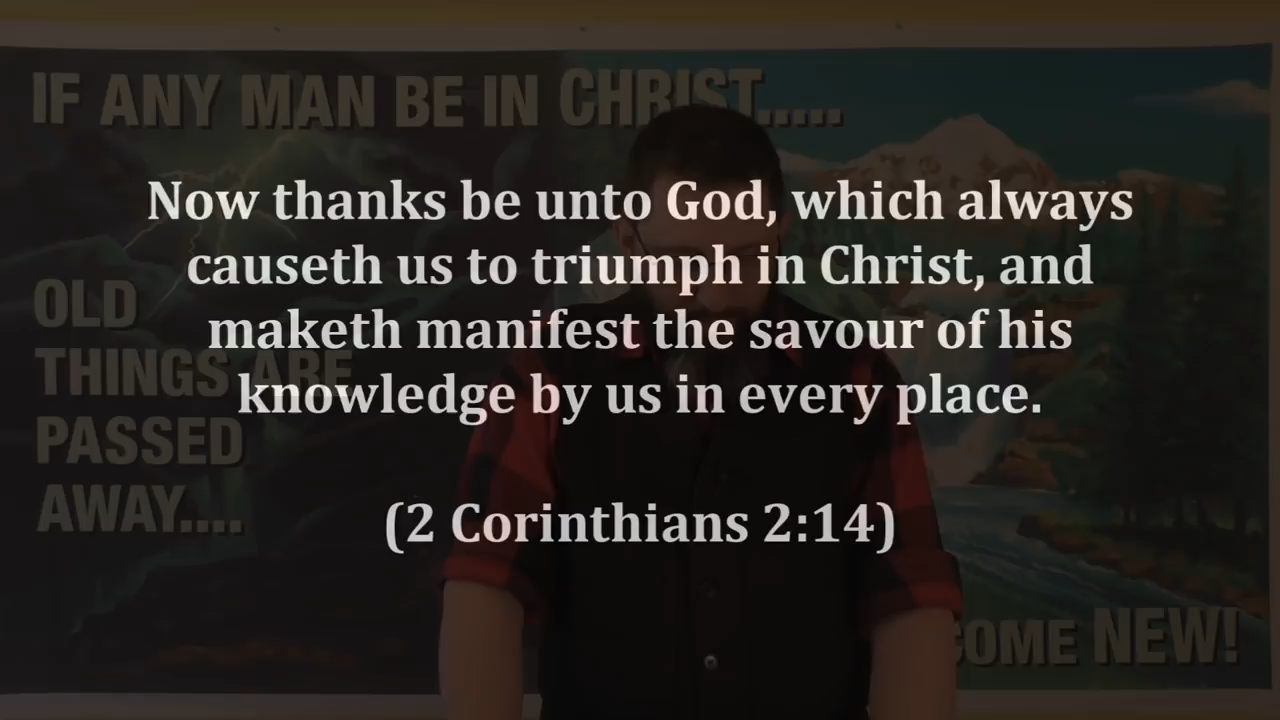 IF ANY MAN BE IN CHRIST.....
Now thanks be unto God, which always
causeth us to triumph in Christ, and
maketh manifest the savour of his
knowledge by us in every place.
(2 Corinthians 2:14)
OLD
THINGS ARE
PASSED
AWAY....
COME NEW!